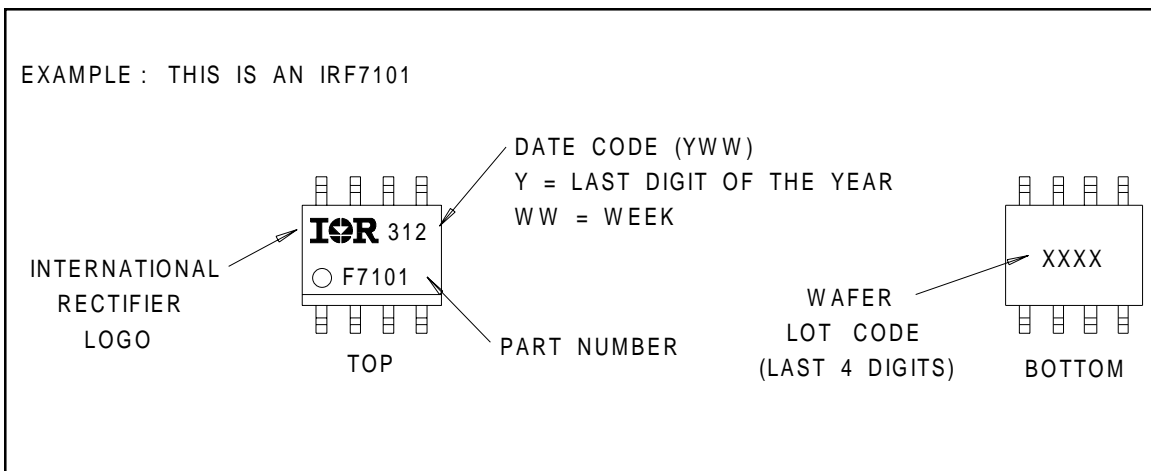 EXAMPLE : THIS IS AN IRF7101
DATE CODE (YWW)
Y = LAST DIGIT OF THE YEAR
WW = WEEK
IOR 312
F7101
INTERNATIONAL
RECTIFIER
LOGO
PART NUMBER
TOP
XXXX
WAFER
LOT CODE
(LAST 4 DIGITS)
BOTTOM